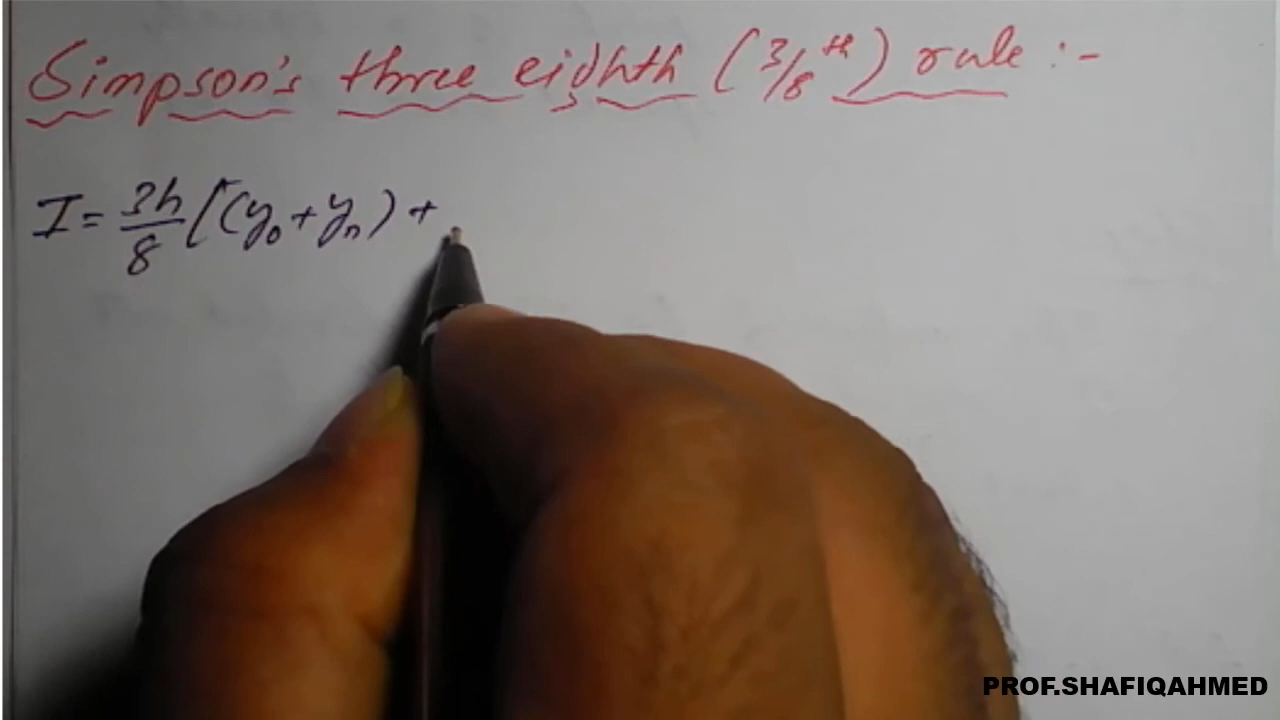 Simpson's three eighth (3/8th) rule :-
I = 3h/8 [(y₀ + yₙ) +
PROF.SHAFIQAHMED